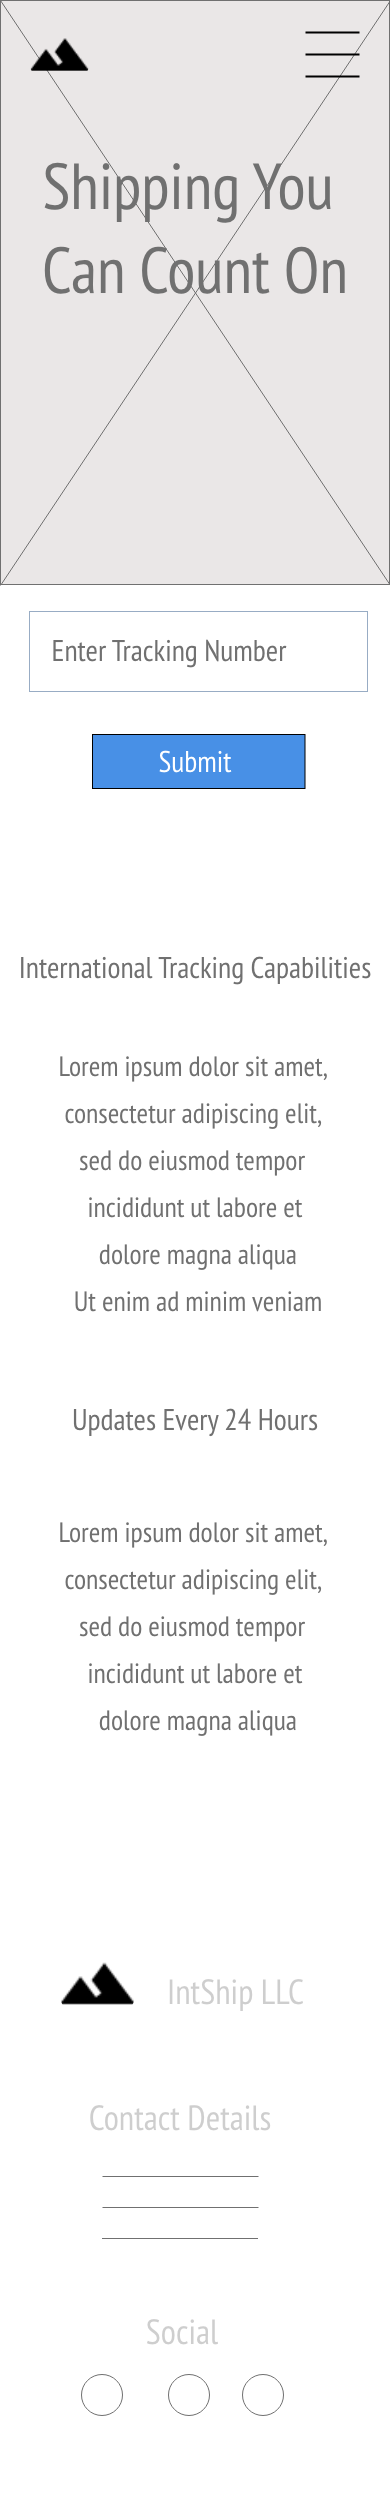 Shipping You
Can Count On
Enter Tracking Number
Submit
International Tracking Capabilities
Lorem ipsum dolor sit amet,
consectetur adipiscing elit,
sed do eiusmod tempor
incididunt ut labore et
dolore magna aliqua
Ut enim ad minim veniam
Updates Every 24 Hours
Lorem ipsum dolor sit amet,
consectetur adipiscing elit,
sed do eiusmod tempor
incididunt ut labore et
dolore magna aliqua
IntShip LLC
Contact Details
Social